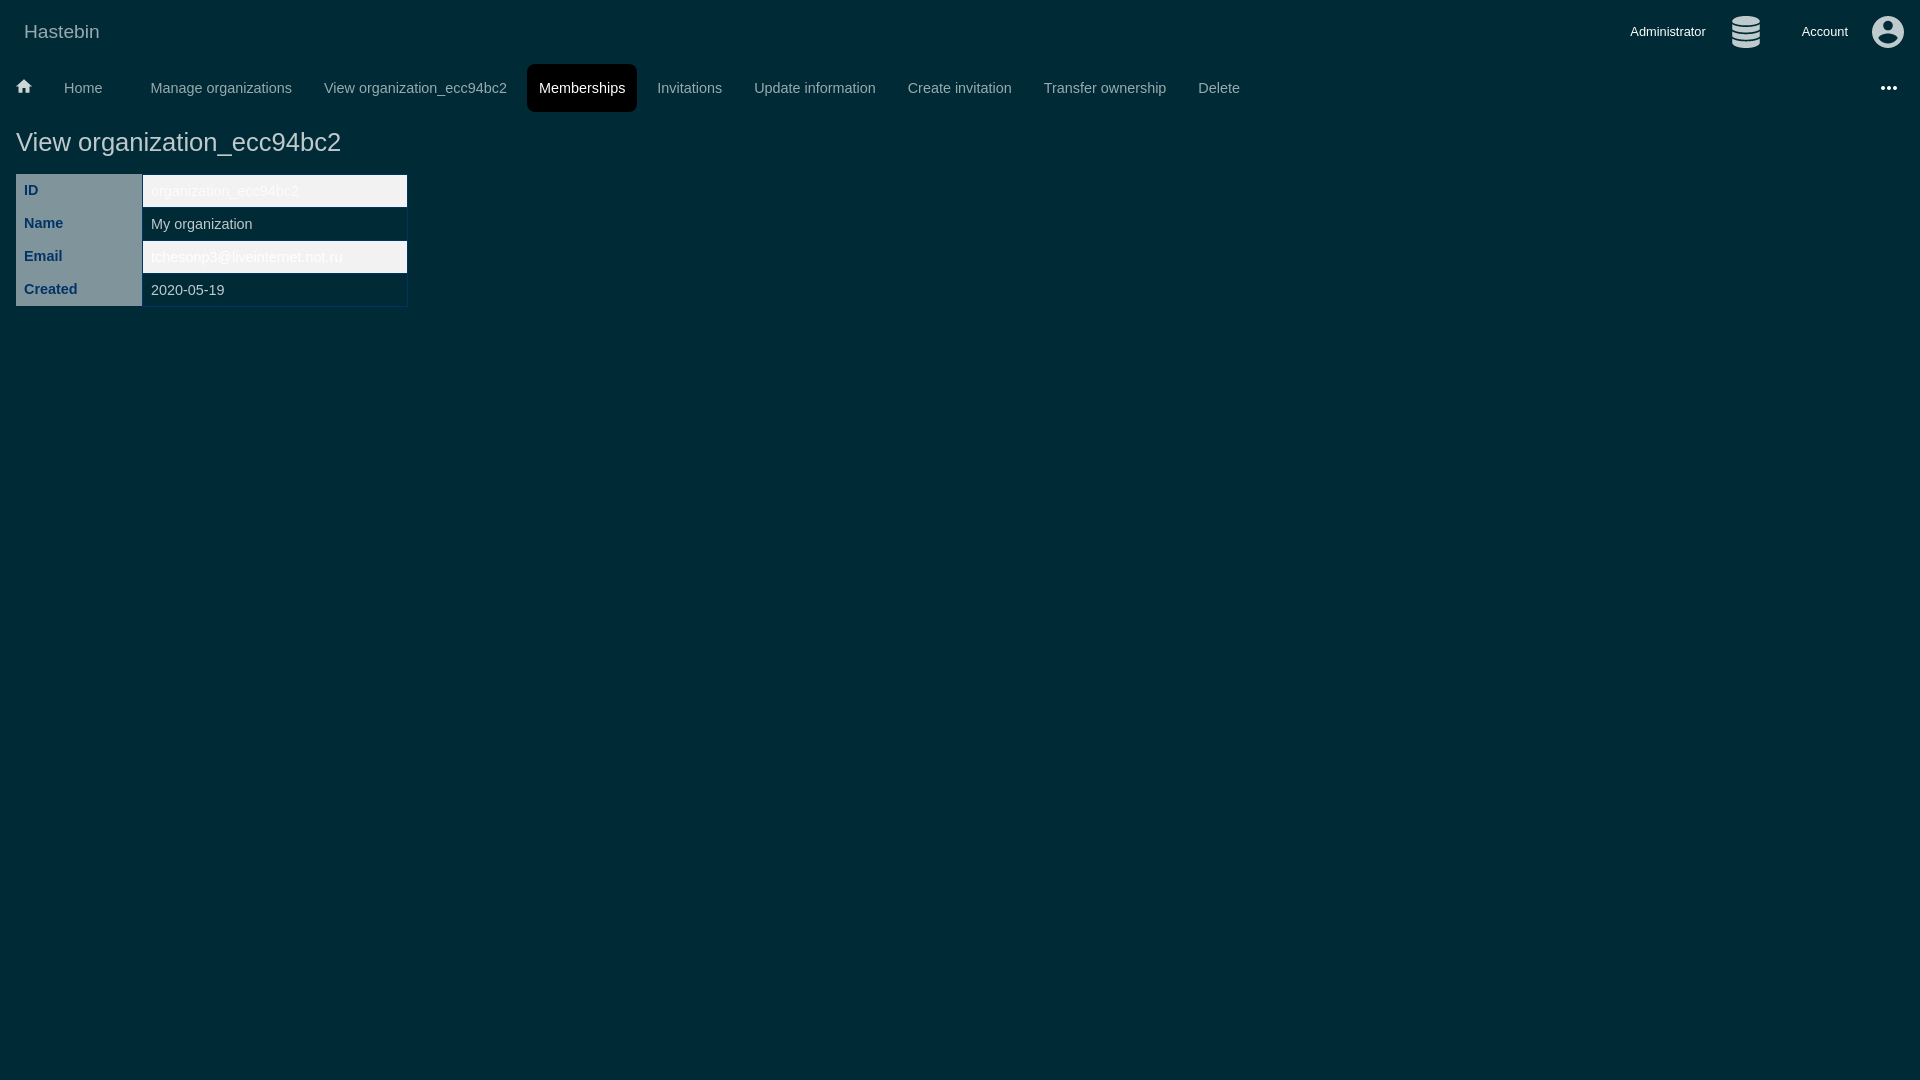 Hastebin
Administrator
Account
Home
Manage organizations
View organization_ecc94bc2
Memberships
Invitations
Update information
Create invitation
Transfer ownership
Delete
View organization_ecc94bc2
ID organization_ecc94bc2
Name My organization
Email tchesonp3@liveinternet.not.ru
Created 2020-05-19